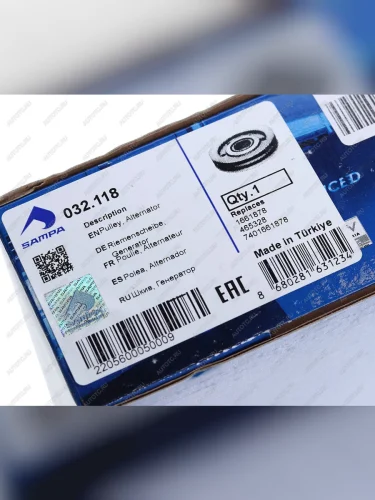 SAMPA
032.118
Description
EN Pulley, Alternator
DE Riemenscheibe,
Generator
FR Poulie, Alternateur
ES Polea, Alternador
RU Шкив, Генератор
2205600050009
Qty.1
Replaces
1661878
465328
7401661878
Made in Türkiye
EAC
8 680281 631234
CED